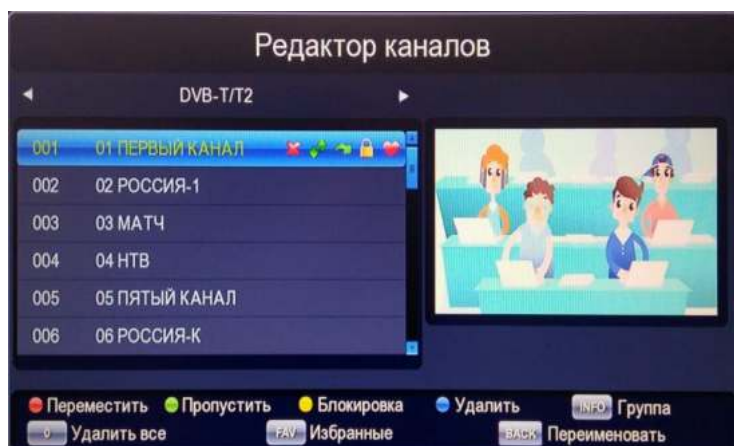 Редактор каналов
DVB-T/T2
001 01 ПЕРВЫЙ КАНАЛ
002 02 РОССИЯ-1
003 03 МАТЧ
004 04 НТВ
005 05 ПЯТЫЙ КАНАЛ
006 06 РОССИЯ-К
Переместить Пропустить Блокировка Удалить INFO Группа
0 Удалить все FAV Избранные BACK Переименовать